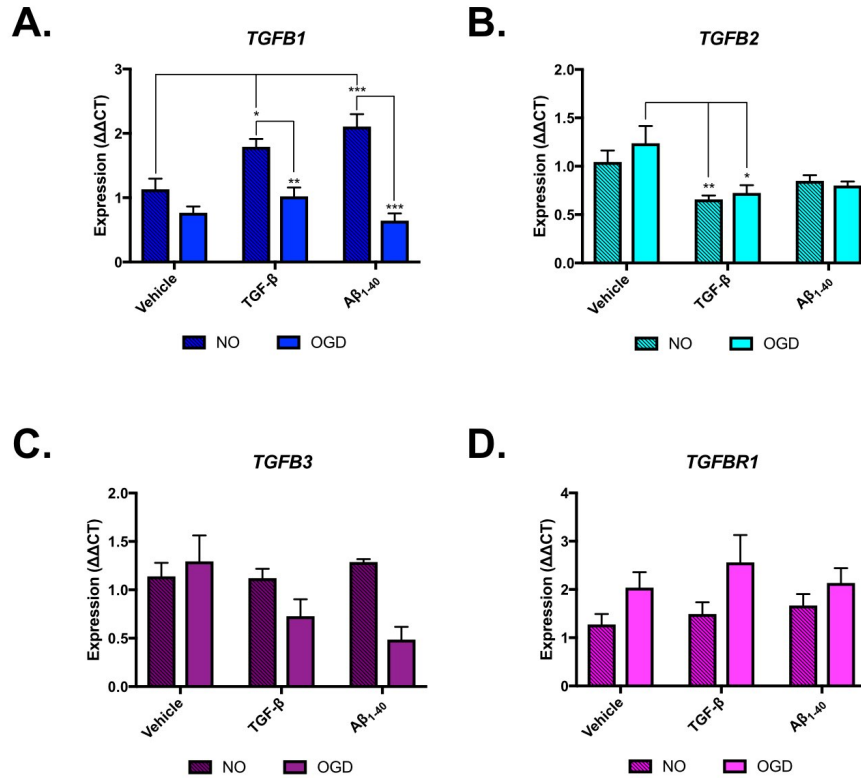 A.
TGFB1
Expression (ΔΔCT)
3
2
1
0
***
*
**
***
Vehicle
TGF-β
Aβ₁₋₄₀
NO OGD
B.
TGFB2
Expression (ΔΔCT)
2.0
1.5
1.0
0.5
0.0
**
*
Vehicle
TGF-β
Aβ₁₋₄₀
NO OGD
C.
TGFB3
Expression (ΔΔCT)
2.0
1.5
1.0
0.5
0.0
Vehicle
TGF-β
Aβ₁₋₄₀
NO OGD
D.
TGFBR1
Expression (ΔΔCT)
4
3
2
1
0
Vehicle
TGF-β
Aβ₁₋₄₀
NO OGD